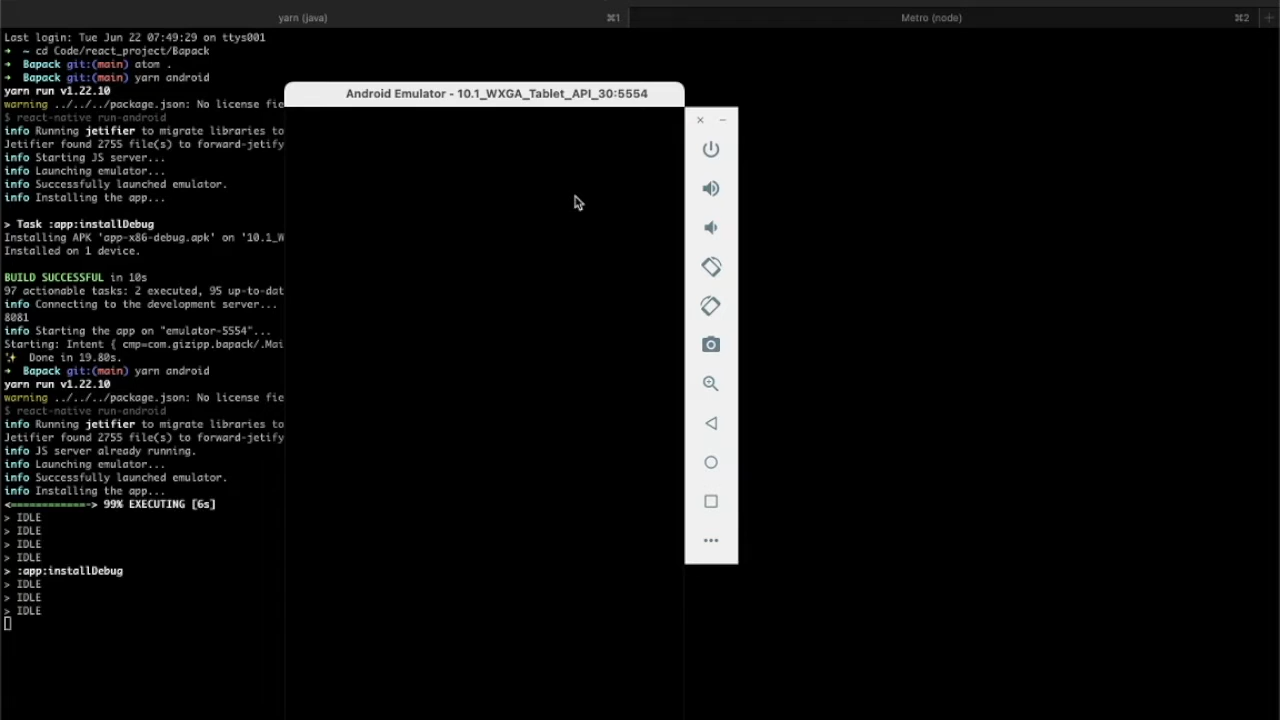 yarn (java)
⌘1
Metro (node)
⌘2
+
Last login: Tue Jun 22 07:49:29 on ttys001
➜ ~ cd Code/react_project/Bapack
➜ Bapack git:(main) atom .
➜ Bapack git:(main) yarn android
yarn run v1.22.10
warning ../../../package.json: No license fie
$ react-native run-android
info Running jetifier to migrate libraries to
Jetifier found 2755 file(s) to forward-jetify
info Starting JS server...
info Launching emulator...
info Successfully launched emulator.
info Installing the app...
> Task :app:installDebug
Installing APK 'app-x86-debug.apk' on '10.1_W
Installed on 1 device.
BUILD SUCCESSFUL in 10s
97 actionable tasks: 2 executed, 95 up-to-dat
info Connecting to the development server...
8081
info Starting the app on "emulator-5554"...
Starting: Intent { cmp=com.gizipp.bapack/.Mai
✨ Done in 19.80s.
➜ Bapack git:(main) yarn android
yarn run v1.22.10
warning ../../../package.json: No license fie
$ react-native run-android
info Running jetifier to migrate libraries to
Jetifier found 2755 file(s) to forward-jetify
info JS server already running.
info Launching emulator...
info Successfully launched emulator.
info Installing the app...
<============-> 99% EXECUTING [6s]
> IDLE
> IDLE
> IDLE
> IDLE
> :app:installDebug
> IDLE
> IDLE
> IDLE
Android Emulator - 10.1_WXGA_Tablet_API_30:5554